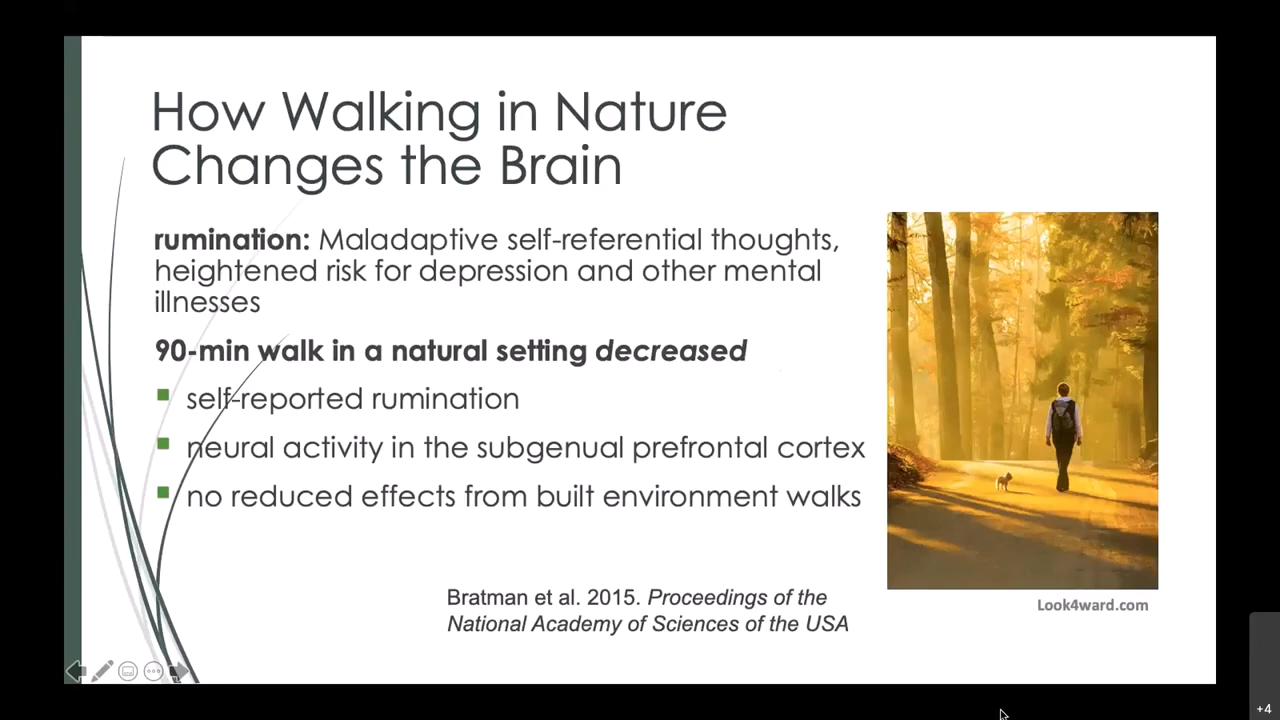 How Walking in Nature
Changes the Brain
rumination: Maladaptive self-referential thoughts,
heightened risk for depression and other mental
illnesses
90-min walk in a natural setting decreased
self-reported rumination
neural activity in the subgenual prefrontal cortex
no reduced effects from built environment walks
Bratman et al. 2015. Proceedings of the
National Academy of Sciences of the USA
Look4ward.com
+4